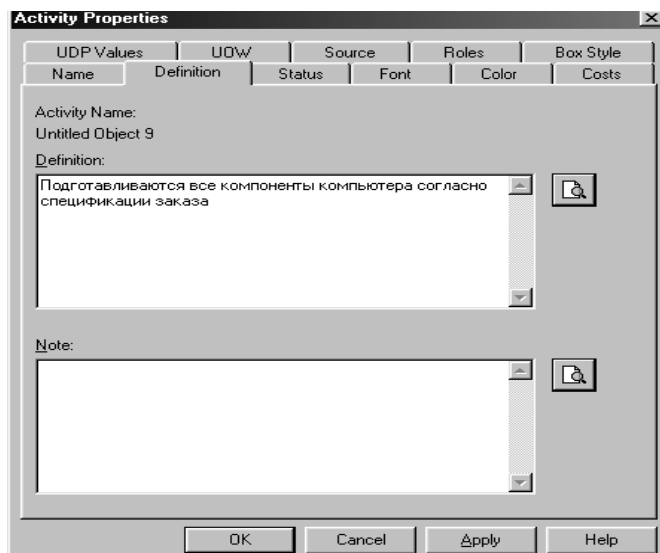 Activity Properties
UDP Values UOW Source Roles Box Style
Name Definition Status Font Color Costs
Activity Name:
Untitled Object 9
Definition:
Подготавливаются все компоненты компьютера согласно
спецификации заказа
Note:
OK Cancel Apply Help